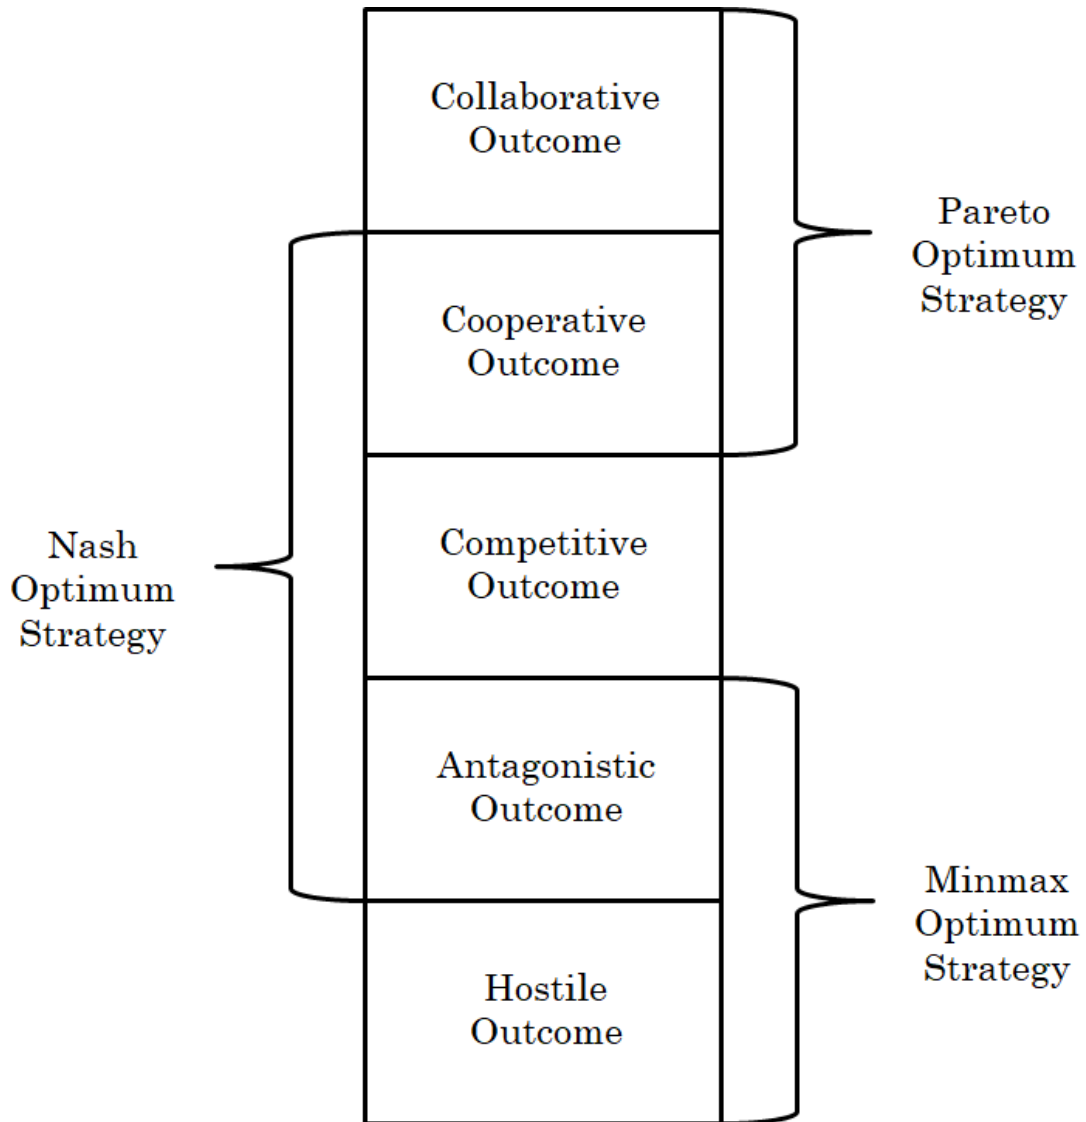 Collaborative
Outcome
Pareto
Optimum
Strategy
Cooperative
Outcome
Nash
Optimum
Strategy
Competitive
Outcome
Antagonistic
Outcome
Minmax
Optimum
Strategy
Hostile
Outcome